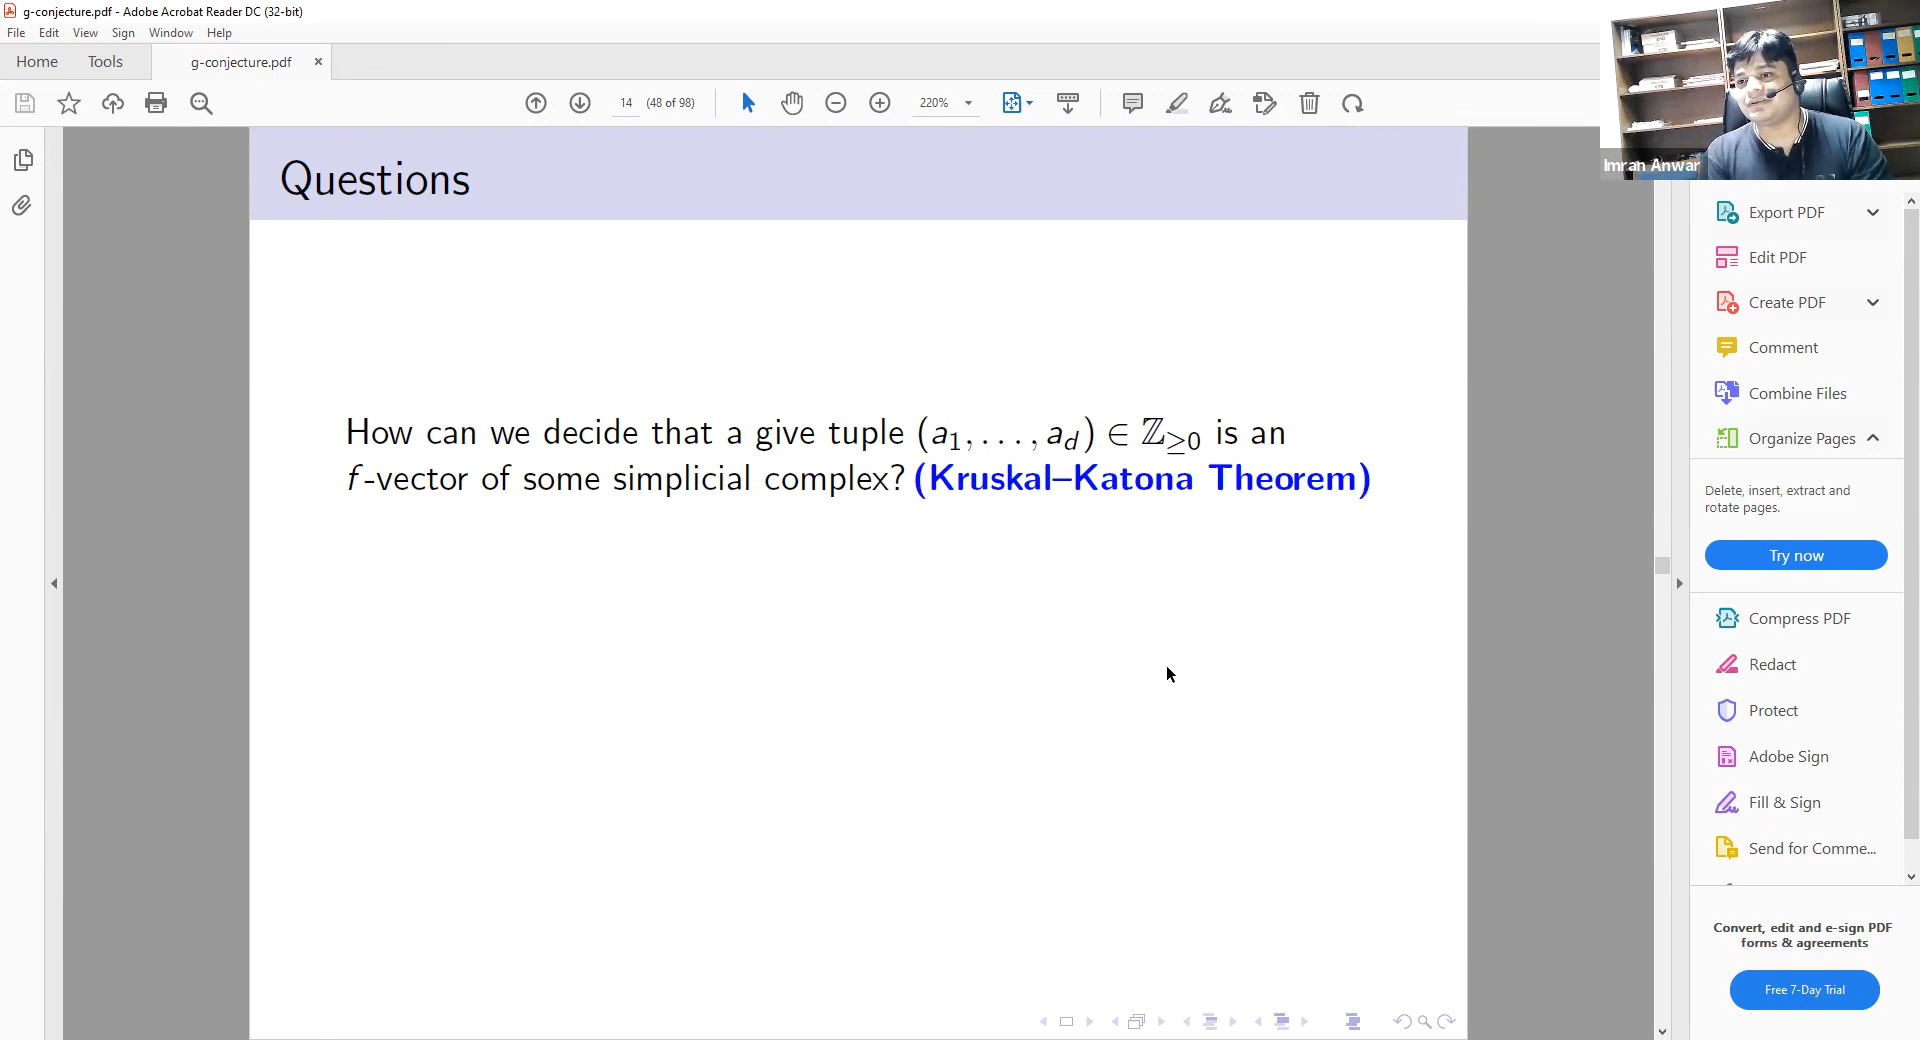 g-conjecture.pdf - Adobe Acrobat Reader DC (32-bit)
File Edit View Sign Window Help
Home Tools g-conjecture.pdf ×
14 (48 of 98) 220%
Imran Anwar
Questions
How can we decide that a give tuple (a₁, . . . , a_d) ∈ ℤ≥0 is an
f-vector of some simplicial complex? (Kruskal–Katona Theorem)
Export PDF
Edit PDF
Create PDF
Comment
Combine Files
Organize Pages
Delete, insert, extract and
rotate pages.
Try now
Compress PDF
Redact
Protect
Adobe Sign
Fill & Sign
Send for Comme...
Convert, edit and e-sign PDF
forms & agreements
Free 7-Day Trial